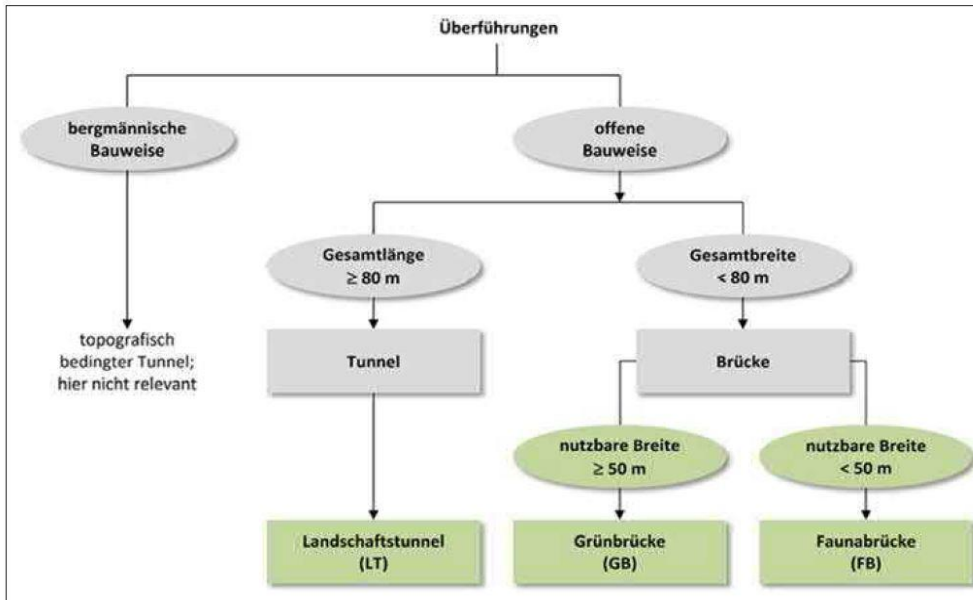 Überführungen
bergmännische
Bauweise
offene
Bauweise
Gesamtlänge
≥ 80 m
Gesamtbreite
< 80 m
topografisch
bedingter Tunnel;
hier nicht relevant
Tunnel
Brücke
nutzbare Breite
≥ 50 m
nutzbare Breite
< 50 m
Landschaftstunnel
(LT)
Grünbrücke
(GB)
Faunabrücke
(FB)